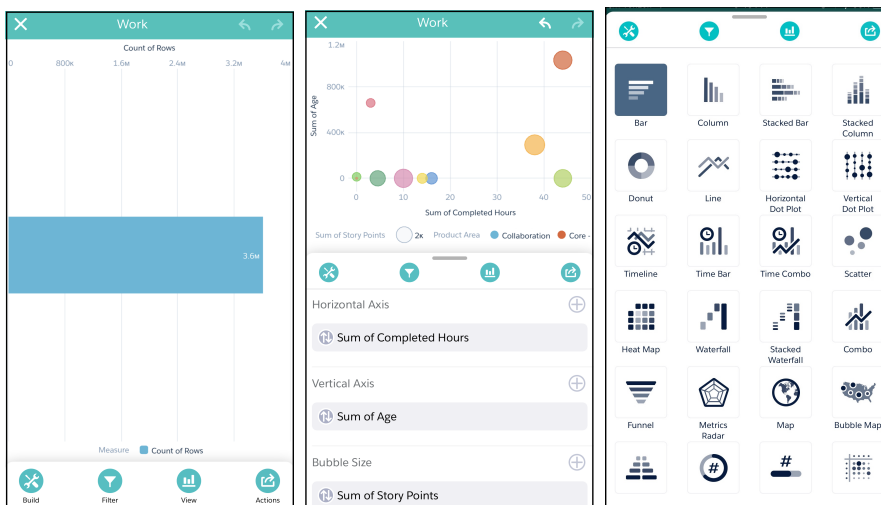 Work
Count of Rows
0 800K 1.6M 2.4M 3.2M 4M
3.6M
Measure Count of Rows
Build Filter View Actions
Work
1.2M
800K
400K
0
Sum of Age
0 10 20 30 40 50
Sum of Completed Hours
Sum of Story Points 2K Product Area Collaboration Core -
Horizontal Axis
Sum of Completed Hours
Vertical Axis
Sum of Age
Bubble Size
Sum of Story Points
Bar Column Stacked Bar Stacked
Column
Donut Line Horizontal
Dot Plot Vertical
Dot Plot
Timeline Time Bar Time Combo Scatter
Heat Map Waterfall Stacked
Waterfall Combo
Funnel Metrics
Radar Map Bubble Map
# #